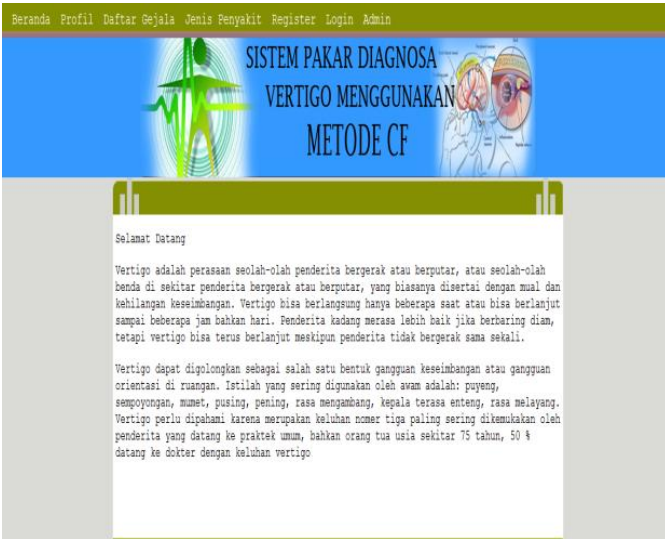 Beranda Profil Daftar Gejala Jenis Penyakit Register Login Admin
SISTEM PAKAR DIAGNOSA
VERTIGO MENGGUNAKAN
METODE CF
Selamat Datang
Vertigo adalah perasaan seolah-olah penderita bergerak atau berputar, atau seolah-olah
benda di sekitar penderita bergerak atau berputar, yang biasanya disertai dengan mual dan
kehilangan keseimbangan. Vertigo bisa berlangsung hanya beberapa saat atau bisa berlanjut
sampai beberapa jam bahkan hari. Penderita kadang merasa lebih baik jika berbaring diam,
tetapi vertigo bisa terus berlanjut meskipun penderita tidak bergerak sama sekali.
Vertigo dapat digolongkan sebagai salah satu bentuk gangguan keseimbangan atau gangguan
orientasi di ruangan. Istilah yang sering digunakan oleh awam adalah: puyeng,
sempoyongan, mumet, pusing, pening, rasa mengambang, kepala terasa enteng, rasa melayang.
Vertigo perlu dipahami karena merupakan keluhan nomer tiga paling sering dikemukakan oleh
penderita yang datang ke praktek umum, bahkan orang tua usia sekitar 75 tahun, 50 %
datang ke dokter dengan keluhan vertigo